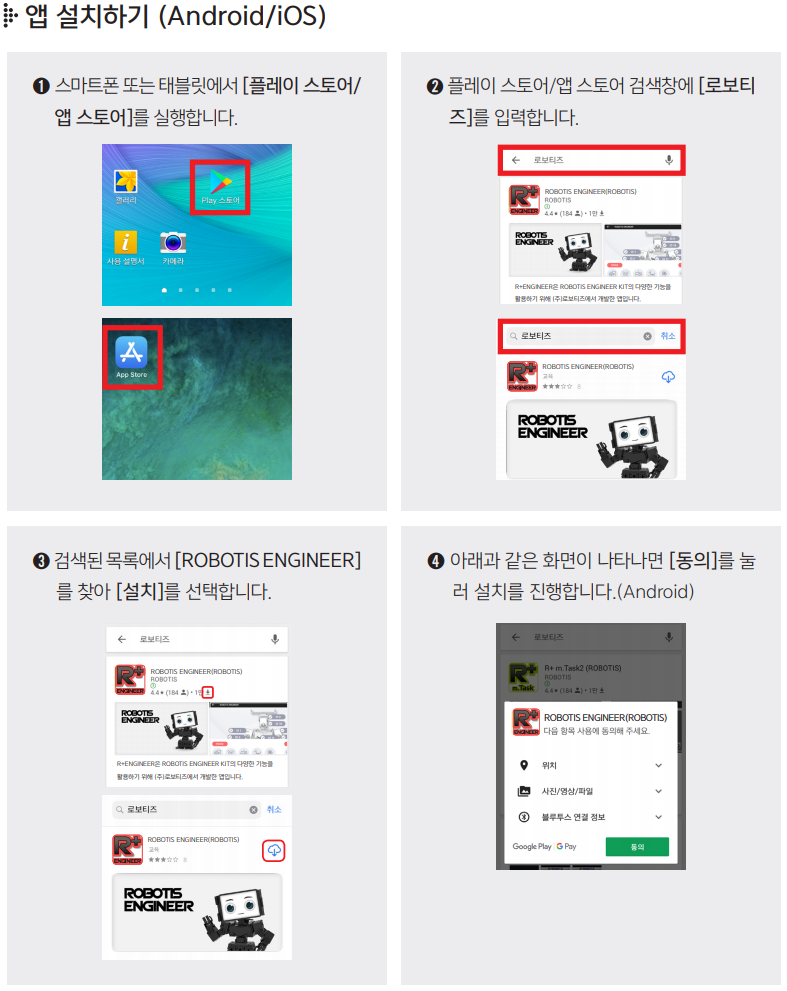 앱 설치하기 (Android/iOS)
❶ 스마트폰 또는 태블릿에서 [플레이 스토어/
앱 스토어]를 실행합니다.
갤러리
Play 스토어
사용 설명서
카메라
App Store
❷ 플레이 스토어/앱 스토어 검색창에 [로보티
즈]를 입력합니다.
로보티즈
R+ ENGINEER
ROBOTIS ENGINEER(ROBOTIS)
ROBOTIS
4.4★ (184) • 1만
ROBOTIS
ENGINEER
R+ENGINEER은 ROBOTIS ENGINEER KIT의 다양한 기능을
활용하기 위해 (주)로보티즈에서 개발한 앱입니다.
로보티즈 취소
R+ ENGINEER
ROBOTIS ENGINEER(ROBOTIS)
교육
★★★☆☆ 8
ROBOTIS
ENGINEER
❸ 검색된 목록에서 [ROBOTIS ENGINEER]
를 찾아 [설치]를 선택합니다.
로보티즈
R+ ENGINEER
ROBOTIS ENGINEER(ROBOTIS)
ROBOTIS
4.4★ (184) • 1만
ROBOTIS
ENGINEER
R+ENGINEER은 ROBOTIS ENGINEER KIT의 다양한 기능을
활용하기 위해 (주)로보티즈에서 개발한 앱입니다.
로보티즈 취소
R+ ENGINEER
ROBOTIS ENGINEER(ROBOTIS)
교육
★★★☆☆ 8
ROBOTIS
ENGINEER
❹ 아래과 같은 화면이 나타나면 [동의]를 눌
러 설치를 진행합니다.(Android)
로보티즈
R+ m.Task
R+ m.Task2 (ROBOTIS)
ROBOTIS
4.4★ (184) • 1만
R+ ENGINEER
ROBOTIS ENGINEER(ROBOTIS)
다음 항목 사용에 동의해 주세요.
위치
사진/영상/파일
블루투스 연결 정보
Google Play G Pay
동의